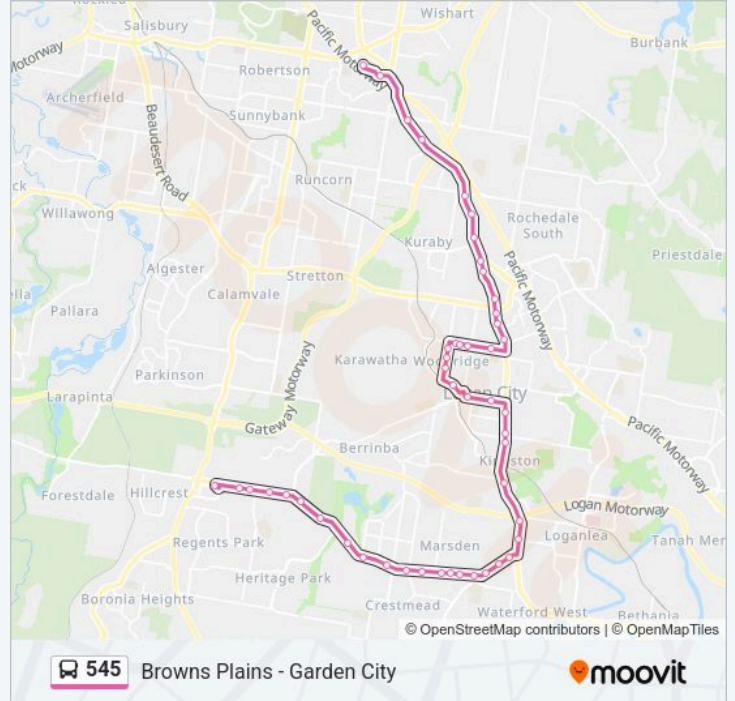 Rocklea
Salisbury
Pacific Motorway
Wishart
Burbank
Motorway
Robertson
Archerfield
Sunnybank
Beaudesert Road
Runcorn
Willawong
Rochedale
South
Kuraby
Priestdale
Algester
Stretton
Pacific Motorway
Calamvale
Pallara
Karawatha
Woodridge
Parkinson
Gateway Motorway
Logan City
Larapinta
Pacific Motorway
Berrinba
Kingston
Forestdale
Hillcrest
Logan Motorway
Loganlea
Tanah Mer
Regents Park
Marsden
Heritage Park
Boronia Heights
Crestmead
Waterford West
Bethania
© OpenStreetMap contributors | © OpenMapTiles
545
Browns Plains - Garden City
moovit